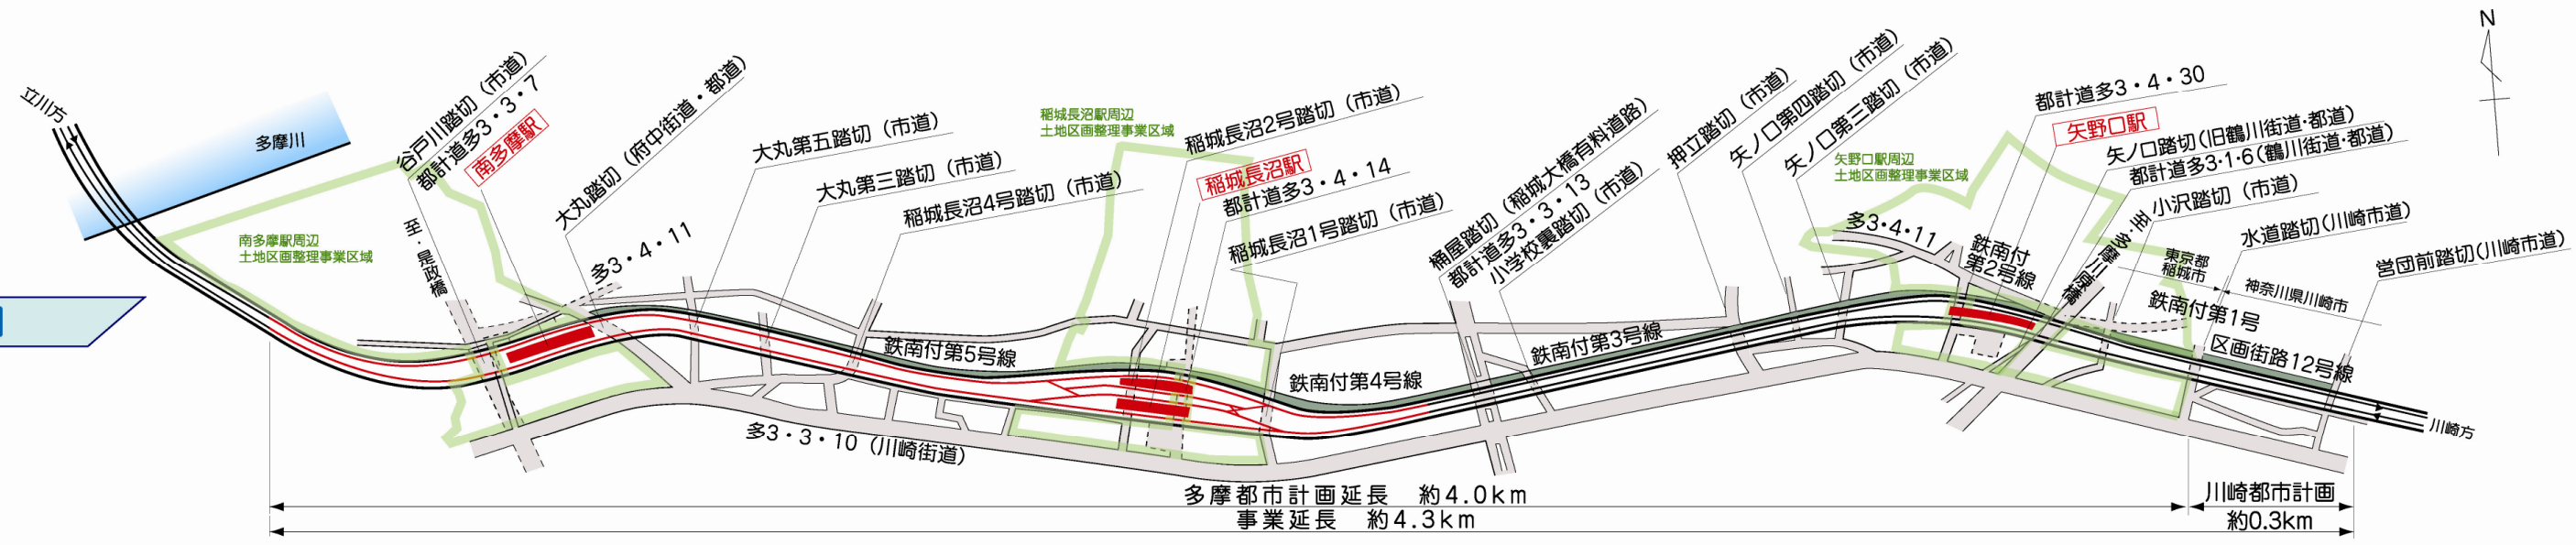 立川方
多摩川
谷戸川踏切（市道）
都計道多3・3・7
南多摩駅
大丸踏切（府中街道・都道）
大丸第五踏切（市道）
大丸第三踏切（市道）
稲城長沼4号踏切（市道）
稲城長沼駅周辺
土地区画整理事業区域
稲城長沼2号踏切（市道）
稲城長沼駅
都計道多3・4・14
稲城長沼1号踏切（市道）
桶屋踏切（稲城大橋有料道路）
都計道多3・3・13
小学校裏踏切（市道）
押立踏切（市道）
矢ノ口第四踏切（市道）
矢ノ口第三踏切（市道）
矢野口駅周辺
土地区画整理事業区域
都計道多3・4・30
矢野口駅
矢ノ口踏切（旧鶴川街道・都道）
都計道多3・1・6（鶴川街道・都道）
小沢踏切（市道）
水道踏切（川崎市道）
営団前踏切（川崎市道）
N
南多摩駅周辺
土地区画整理事業区域
至・是政橋
多3・4・11
多3・4・11
鉄南付
第2号線
至多摩川原橋
東京都
稲城市
神奈川県川崎市
鉄南付第1号
区画街路12号線
鉄南付第5号線
鉄南付第4号線
鉄南付第3号線
多3・3・10（川崎街道）
川崎方
多摩都市計画延長　約4.0km
川崎都市計画
事業延長　約4.3km
約0.3km